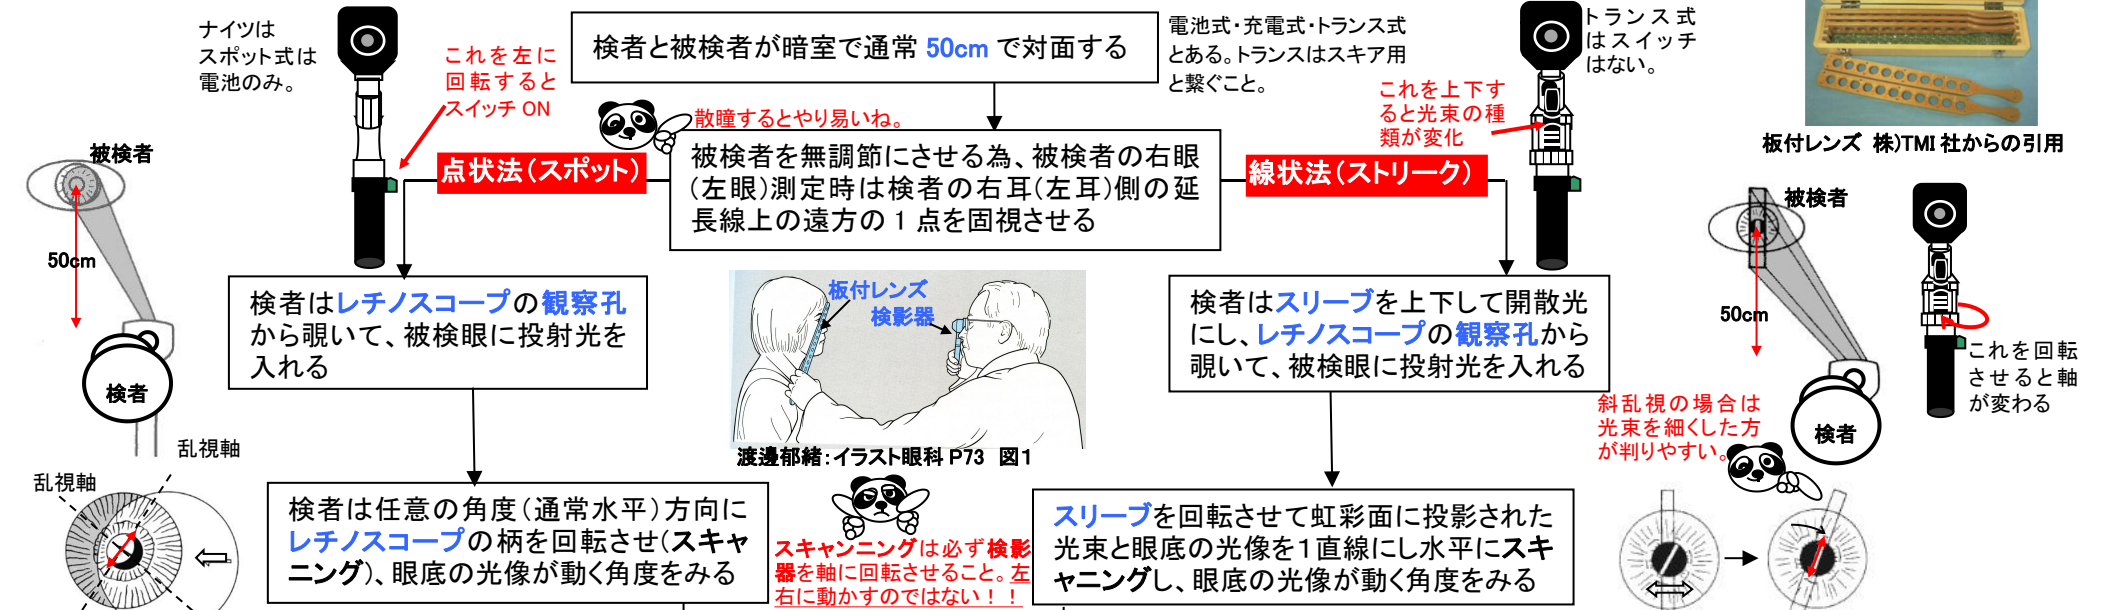 ナイツは
スポット式は
電池のみ。
これを左に
回転すると
スイッチ ON
検者と被検者が暗室で通常 50cm で対面する
電池式・充電式・トランス式
とある。トランスはスキア用
と繋ぐこと。
トランス式
はスイッチ
はない。
これを上下す
ると光束の種
類が変化
板付レンズ 株)TMI 社からの引用
散瞳するとやり易いね。
点状法(スポット)
被検者を無調節にさせる為、被検者の右眼
(左眼)測定時は検者の右耳(左耳)側の延
長線上の遠方の 1 点を固視させる
線状法(ストリーク)
被検者
50cm
検者
検者はレチノスコープの観察孔
から覗いて、被検眼に投射光を
入れる
板付レンズ
検影器
渡邉郁緒:イラスト眼科 P73 図1
検者はスリーブを上下して開散光
にし、レチノスコープの観察孔から
覗いて、被検眼に投射光を入れる
被検者
50cm
検者
これを回転
させると軸
が変わる
斜乱視の場合は
光束を細くした方
が判りやすい。
乱視軸
乱視軸
検者は任意の角度(通常水平)方向に
レチノスコープの柄を回転させ(スキャ
ニング)、眼底の光像が動く角度をみる
スキャンニングは必ず検影
器を軸に回転させること。左
右に動かすのではない!!
スリーブを回転させて虹彩面に投影された
光束と眼底の光像を1直線にし水平にスキ
ャニングし、眼底の光像が動く角度をみる